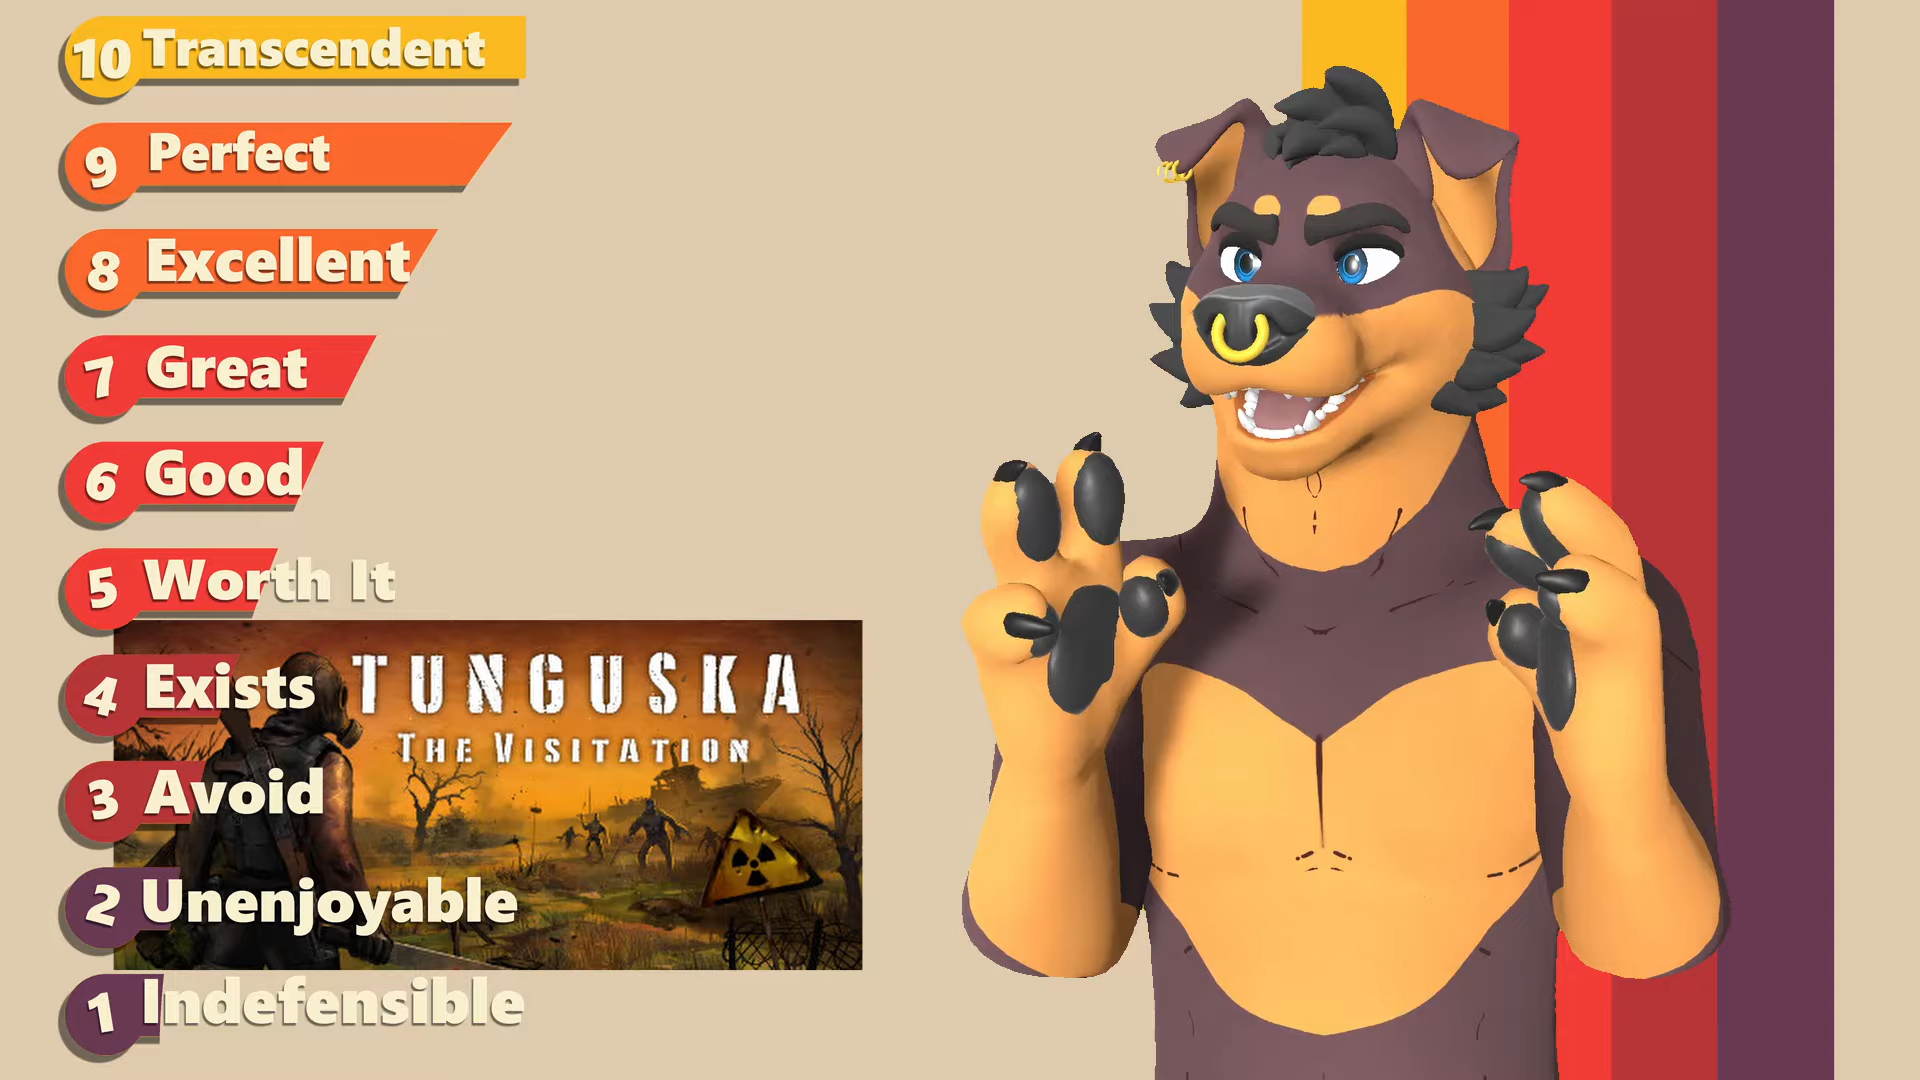 10 Transcendent
9 Perfect
8 Excellent
7 Great
6 Good
5 Worth It
4 Exists
3 Avoid
2 Unenjoyable
1 Indefensible
TUNGUSKA
THE VISITATION